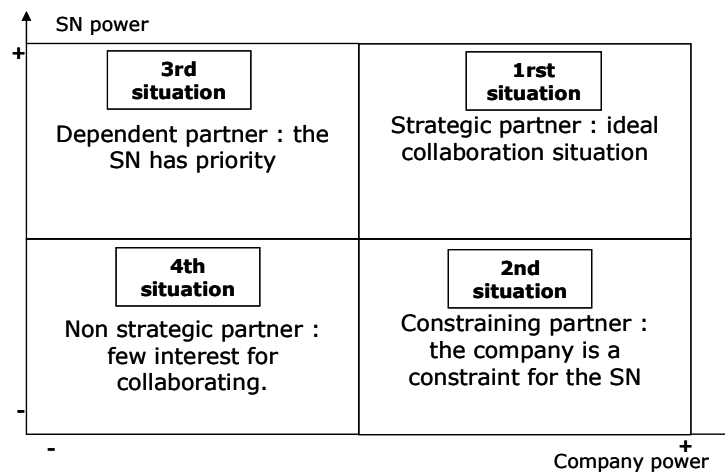 SN power
+
3rd
situation
Dependent partner : the
SN has priority
1rst
situation
Strategic partner : ideal
collaboration situation
4th
situation
Non strategic partner :
few interest for
collaborating.
2nd
situation
Constraining partner :
the company is a
constraint for the SN
-
-
+
Company power